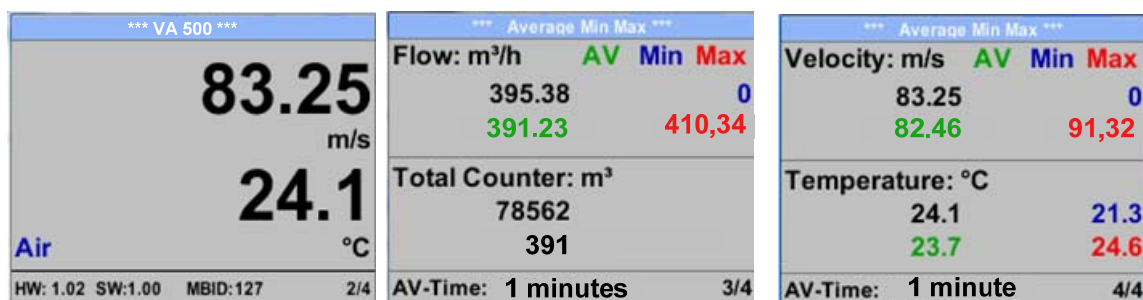 *** VA 500 ***
83.25
m/s
24.1
Air °C
HW: 1.02 SW:1.00 MBID:127 2/4
*** Average Min Max ***
Flow: m³/h AV Min Max
395.38 0
391.23 410,34
Total Counter: m³
78562
391
AV-Time: 1 minutes 3/4
*** Average Min Max ***
Velocity: m/s AV Min Max
83.25 0
82.46 91,32
Temperature: °C
24.1 21.3
23.7 24.6
AV-Time: 1 minute 4/4